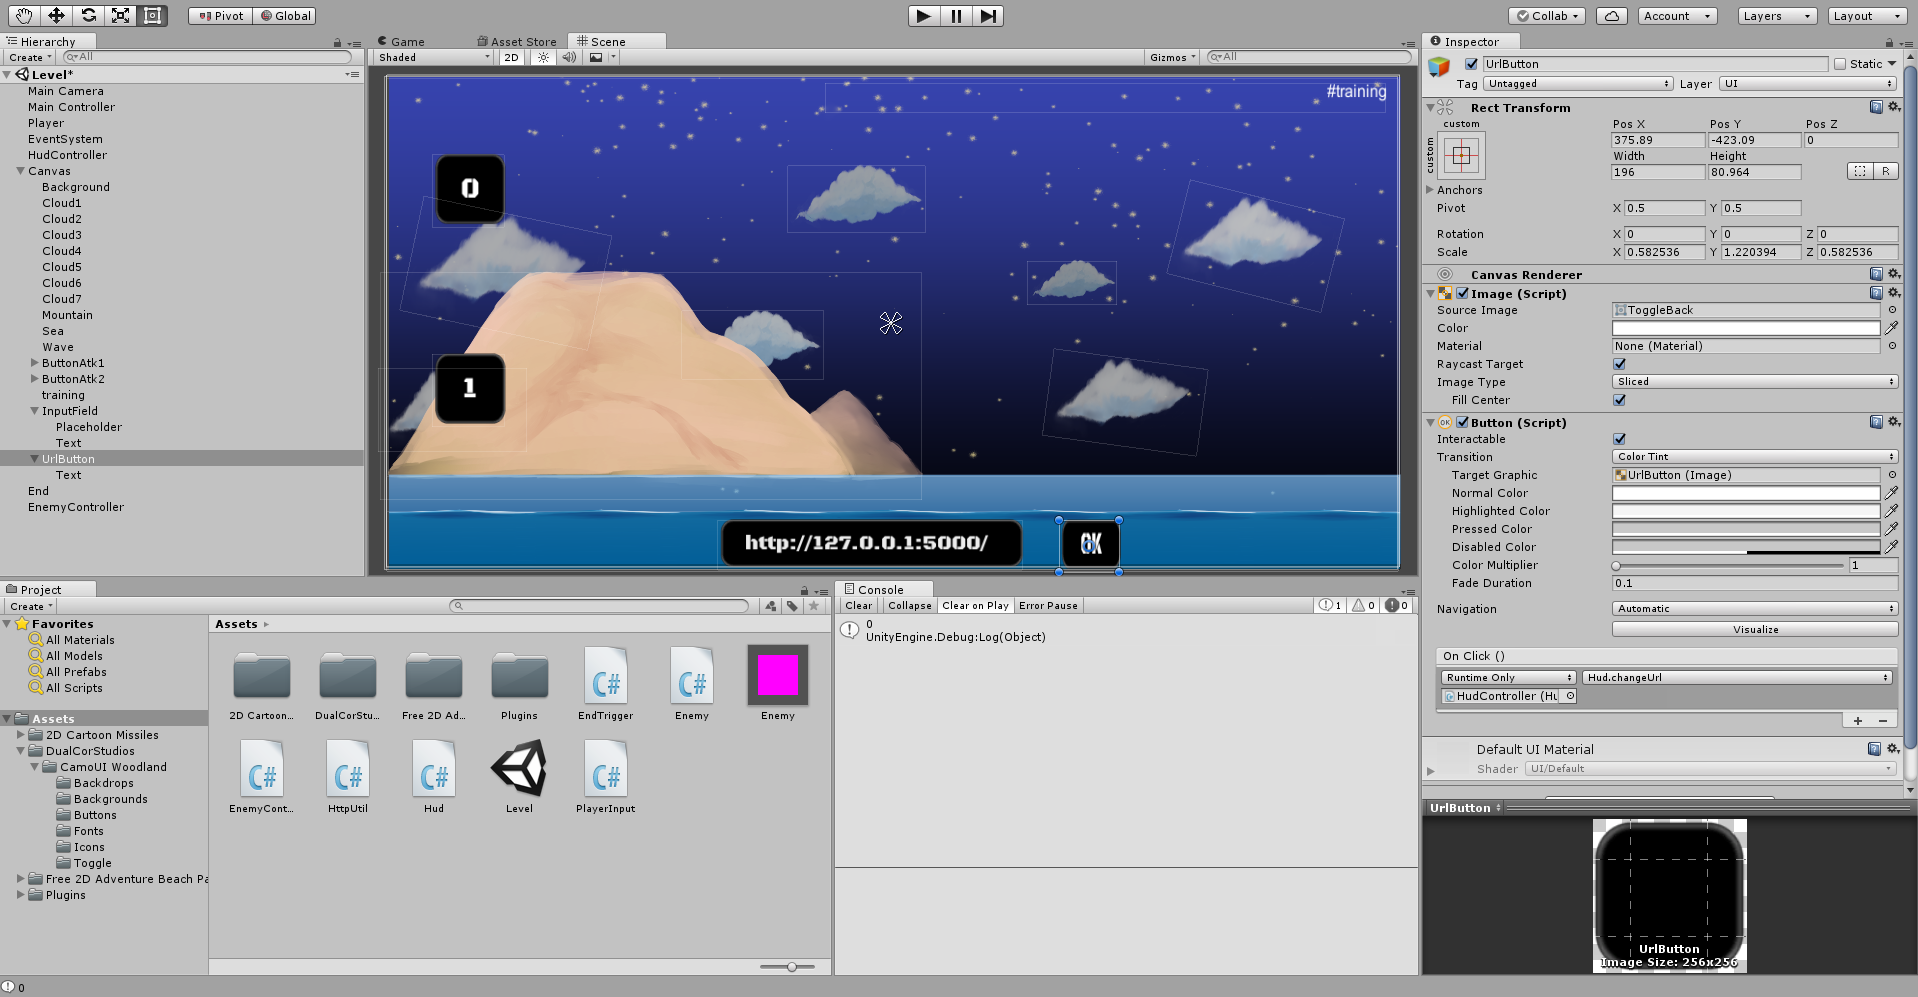 Pivot Global Collab Account Layers Layout
Hierarchy
Create All
Level*
Main Camera
Main Controller
Player
EventSystem
HudController
Canvas
Background
Cloud1
Cloud2
Cloud3
Cloud4
Cloud5
Cloud6
Cloud7
Mountain
Sea
Wave
ButtonAtk1
ButtonAtk2
training
InputField
Placeholder
Text
UrlButton
Text
End
EnemyController
Game Asset Store Scene
Shaded 2D Gizmos All
#training
0
1
http://127.0.0.1:5000/ OK
Inspector
UrlButton Static
Tag Untagged Layer UI
Rect Transform
custom Pos X Pos Y Pos Z
custom 375.89 -423.09 0
Width Height
196 80.964 R
Anchors
Pivot X 0.5 Y 0.5
Rotation X 0 Y 0 Z 0
Scale X 0.582536 Y 1.220394 Z 0.582536
Canvas Renderer
Image (Script)
Source Image ToggleBack
Color
Material None (Material)
Raycast Target
Image Type Sliced
Fill Center
OK Button (Script)
Interactable
Transition Color Tint
Target Graphic UrlButton (Image)
Normal Color
Highlighted Color
Pressed Color
Disabled Color
Color Multiplier 1
Fade Duration 0.1
Navigation Automatic
Visualize
On Click ()
Runtime Only Hud.changeUrl
HudController (Hu
Default UI Material
Shader UI/Default
UrlButton
UrlButton
Image Size: 256x256
Project
Create
Favorites
All Materials
All Models
All Prefabs
All Scripts
Assets
2D Cartoon Missiles
DualCorStudios
CamoUI Woodland
Backdrops
Backgrounds
Buttons
Fonts
Icons
Toggle
Free 2D Adventure Beach Pa
Plugins
Assets
C# C#
2D Cartoon... DualCorStu... Free 2D Ad... Plugins EndTrigger Enemy Enemy
C# C# C# C#
EnemyCont... HttpUtil Hud Level PlayerInput
Console
Clear Collapse Clear on Play Error Pause 1 0 0
0
UnityEngine.Debug:Log(Object)
0